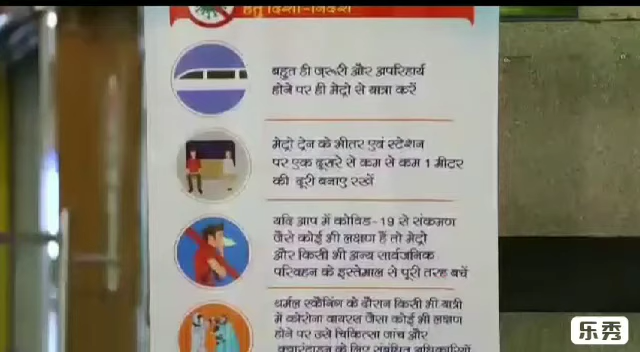 हेतु दिशा-निर्देश
बहुत ही जरूरी और अपरिहार्य
होने पर ही मेट्रो से यात्रा करें
मेट्रो ट्रेन के भीतर एवं स्टेशन
पर एक दूसरे से कम से कम 1 मीटर
की दूरी बनाए रखें
यदि आप में कोविड-19 से संक्रमण
जैसे कोई भी लक्षण हैं तो मेट्रो
और किसी भी अन्य सार्वजनिक
परिवहन के इस्तेमाल से पूरी तरह बचें
थर्मल स्कैनिंग के दौरान किसी भी यात्री
में कोरोना वायरस जैसा कोई भी लक्षण
होने पर उसे चिकित्सा जांच और
क्वारंटाइन के लिए संबंधित अधिकारियों
乐秀